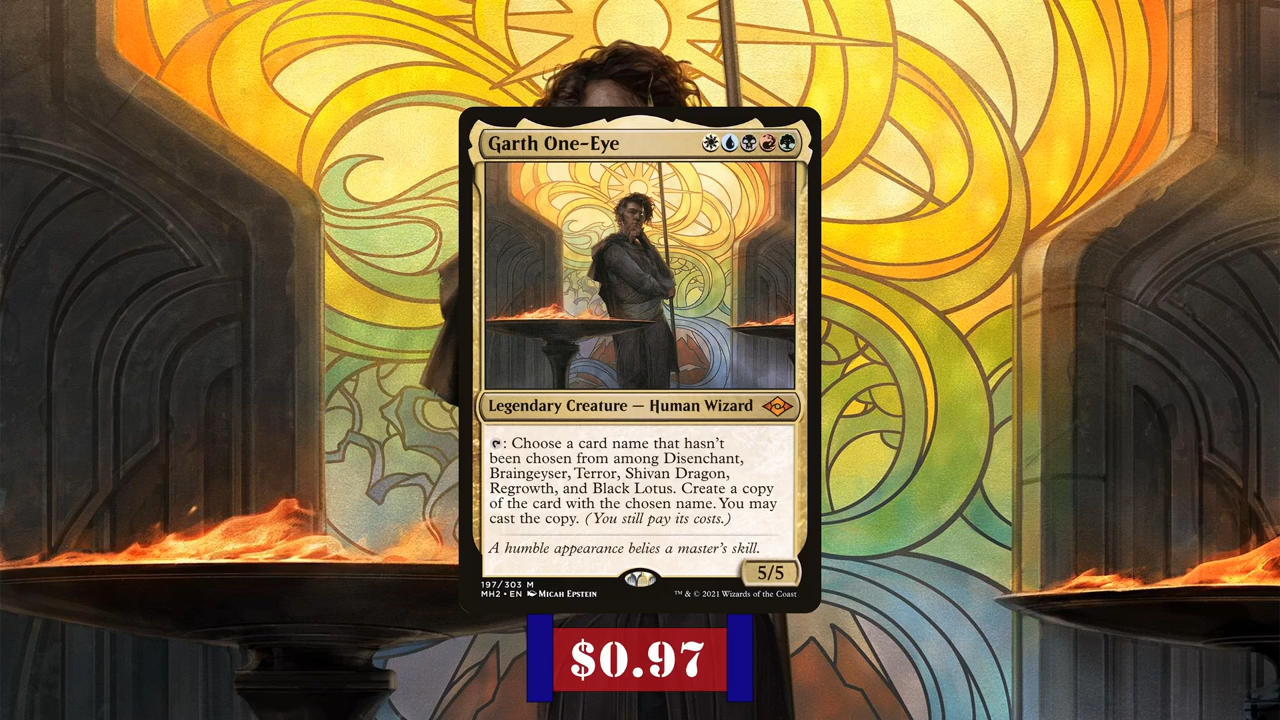 Garth One-Eye
Legendary Creature — Human Wizard
: Choose a card name that hasn't
been chosen from among Disenchant,
Braingeyser, Terror, Shivan Dragon,
Regrowth, and Black Lotus. Create a copy
of the card with the chosen name. You may
cast the copy. (You still pay its costs.)
A humble appearance belies a master's skill.
5/5
197/303 M
MH2 • EN Micah Epstein
™ & © 2021 Wizards of the Coast
$0.97